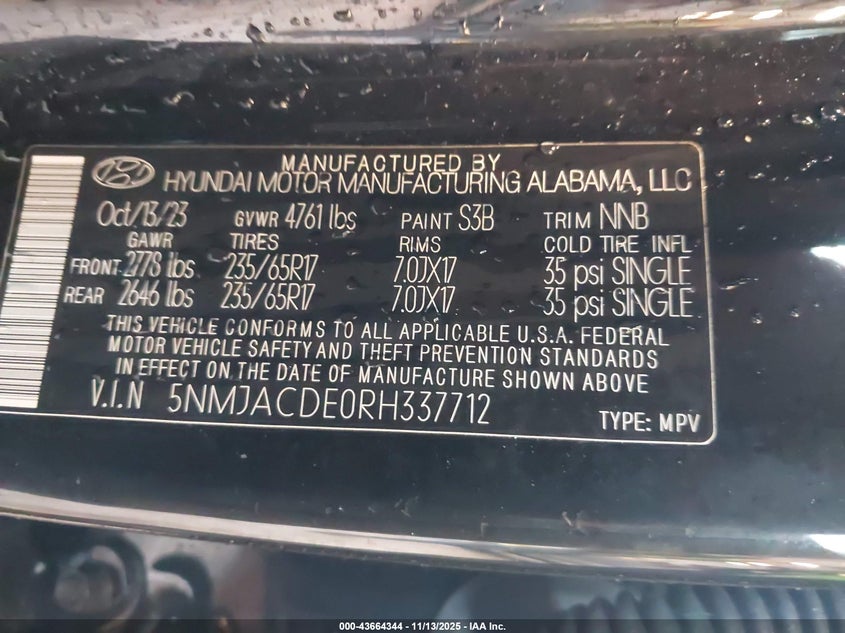 MANUFACTURED BY
HYUNDAI MOTOR MANUFACTURING ALABAMA, LLC
Oct/13/23 GVWR 4761 lbs PAINT S3B TRIM NNB
GAWR TIRES RIMS COLD TIRE INFL
FRONT 2778 lbs 235/65R17 7.0JX17 35 psi SINGLE
REAR 2646 lbs 235/65R17 7.0JX17 35 psi SINGLE
THIS VEHICLE CONFORMS TO ALL APPLICABLE U.S.A. FEDERAL
MOTOR VEHICLE SAFETY AND THEFT PREVENTION STANDARDS
IN EFFECT ON THE DATE OF MANUFACTURE SHOWN ABOVE
V.I.N 5NMJACDE0RH337712
TYPE: MPV
000-43664344 - 11/13/2025 - IAA Inc.